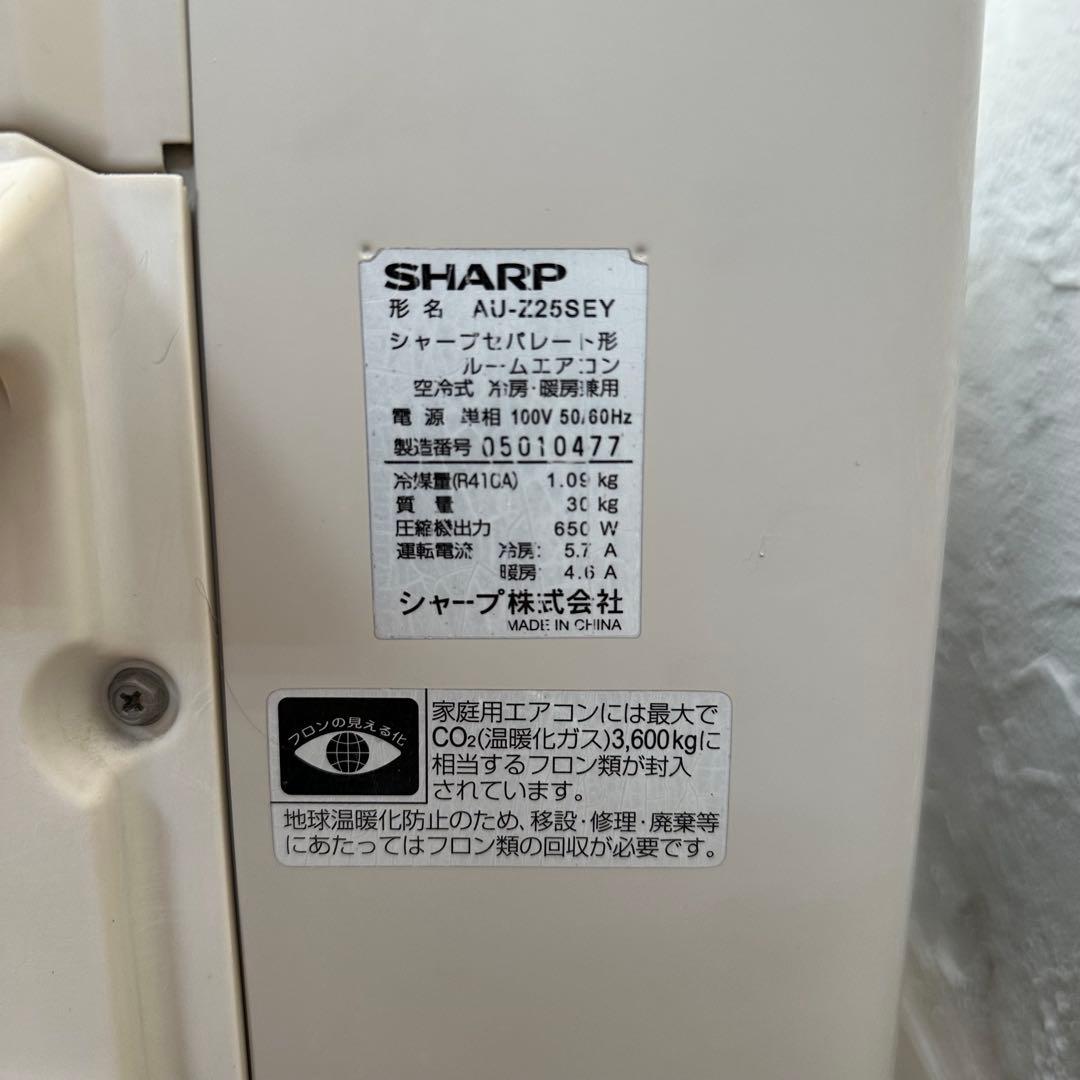 SHARP
形名 AU-Z25SEY
シャープセパレート形
ルームエアコン
空冷式 冷房・暖房兼用
電源 単相 100V 50/60Hz
製造番号 05010477
冷媒量(R410A) 1.09 kg
質量 30 kg
圧縮機出力 650 W
運転電流 冷房: 5.7 A
暖房: 4.6 A
シャープ株式会社
MADE IN CHINA
フロンの見える化
家庭用エアコンには最大で
CO₂(温暖化ガス)3,600kgに
相当するフロン類が封入
されています。
地球温暖化防止のため、移設・修理・廃棄等
にあたってはフロン類の回収が必要です。